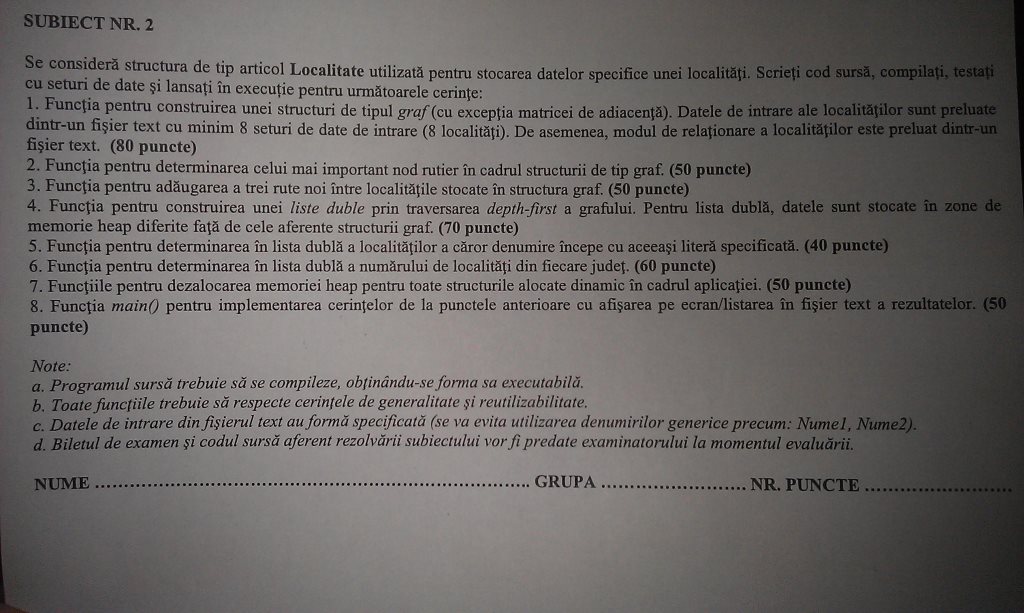 SUBIECT NR. 2
Se consideră structura de tip articol Localitate utilizată pentru stocarea datelor specifice unei localităţi. Scrieţi cod sursă, compilaţi, testaţi
cu seturi de date şi lansaţi în execuţie pentru următoarele cerinţe:
1. Funcţia pentru construirea unei structuri de tipul graf (cu excepţia matricei de adiacenţă). Datele de intrare ale localităţilor sunt preluate
dintr-un fişier text cu minim 8 seturi de date de intrare (8 localităţi). De asemenea, modul de relaţionare a localităţilor este preluat dintr-un
fişier text. (80 puncte)
2. Funcţia pentru determinarea celui mai important nod rutier în cadrul structurii de tip graf. (50 puncte)
3. Funcţia pentru adăugarea a trei rute noi între localităţile stocate în structura graf. (50 puncte)
4. Funcţia pentru construirea unei liste duble prin traversarea depth-first a grafului. Pentru lista dublă, datele sunt stocate în zone de
memorie heap diferite faţă de cele aferente structurii graf. (70 puncte)
5. Funcţia pentru determinarea în lista dublă a localităţilor a căror denumire începe cu aceeaşi literă specificată. (40 puncte)
6. Funcţia pentru determinarea în lista dublă a numărului de localităţi din fiecare judeţ. (60 puncte)
7. Funcţiile pentru dezalocarea memoriei heap pentru toate structurile alocate dinamic în cadrul aplicaţiei. (50 puncte)
8. Funcţia main() pentru implementarea cerinţelor de la punctele anterioare cu afişarea pe ecran/listarea în fişier text a rezultatelor. (50
puncte)
Note:
a. Programul sursă trebuie să se compileze, obţinându-se forma sa executabilă.
b. Toate funcţiile trebuie să respecte cerinţele de generalitate şi reutilizabilitate.
c. Datele de intrare din fişierul text au formă specificată (se va evita utilizarea denumirilor generice precum: Nume1, Nume2).
d. Biletul de examen şi codul sursă aferent rezolvării subiectului vor fi predate examinatorului la momentul evaluării.
NUME ........................................................................... GRUPA ......................... NR. PUNCTE ..........................